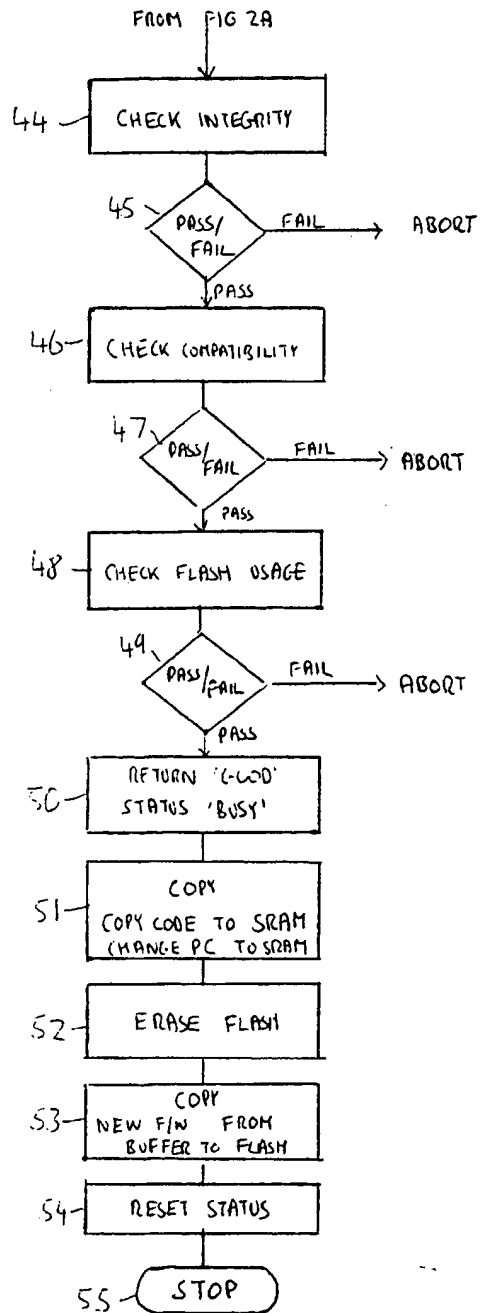 FROM FIG 2A
44
CHECK INTEGRITY
45
PASS/
FAIL
FAIL
ABORT
PASS
46
CHECK COMPATIBILITY
47
PASS/
FAIL
FAIL
ABORT
PASS
48
CHECK FLASH USAGE
49
PASS/
FAIL
FAIL
ABORT
PASS
50
RETURN 'GOOD'
STATUS 'BUSY'
51
COPY
COPY CODE TO SRAM
CHANGE PC TO SRAM
52
ERASE FLASH
53
COPY
NEW F/W FROM
BUFFER TO FLASH
54
RESET STATUS
55
STOP